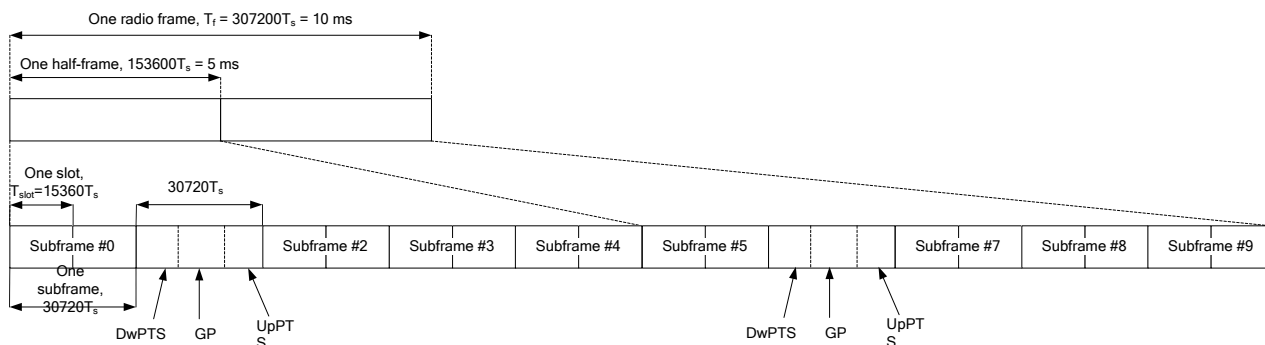 One radio frame, Tf = 307200Ts = 10 ms
One half-frame, 153600Ts = 5 ms
One slot,
Tslot=15360Ts
30720Ts
Subframe #0
Subframe #2
Subframe #3
Subframe #4
Subframe #5
Subframe #7
Subframe #8
Subframe #9
One
subframe,
30720Ts
DwPTS
GP
UpPT
S
DwPTS
GP
UpPT
S